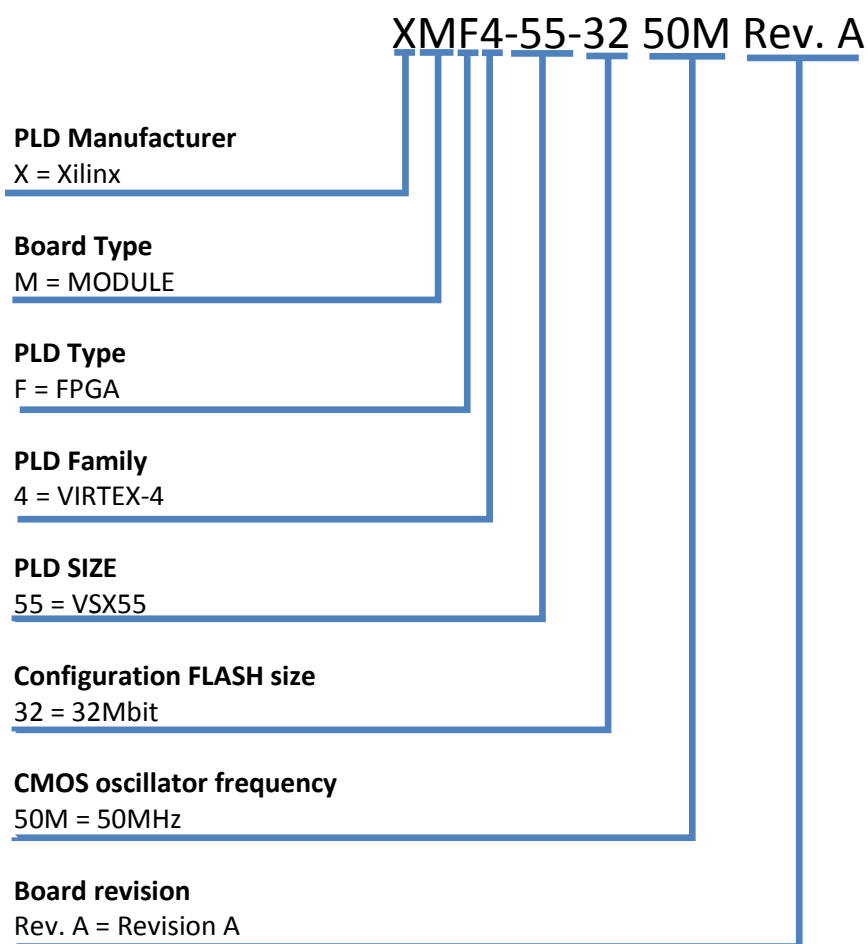 XMF4-55-32 50M Rev. A
PLD Manufacturer
X = Xilinx
Board Type
M = MODULE
PLD Type
F = FPGA
PLD Family
4 = VIRTEX-4
PLD SIZE
55 = VSX55
Configuration FLASH size
32 = 32Mbit
CMOS oscillator frequency
50M = 50MHz
Board revision
Rev. A = Revision A